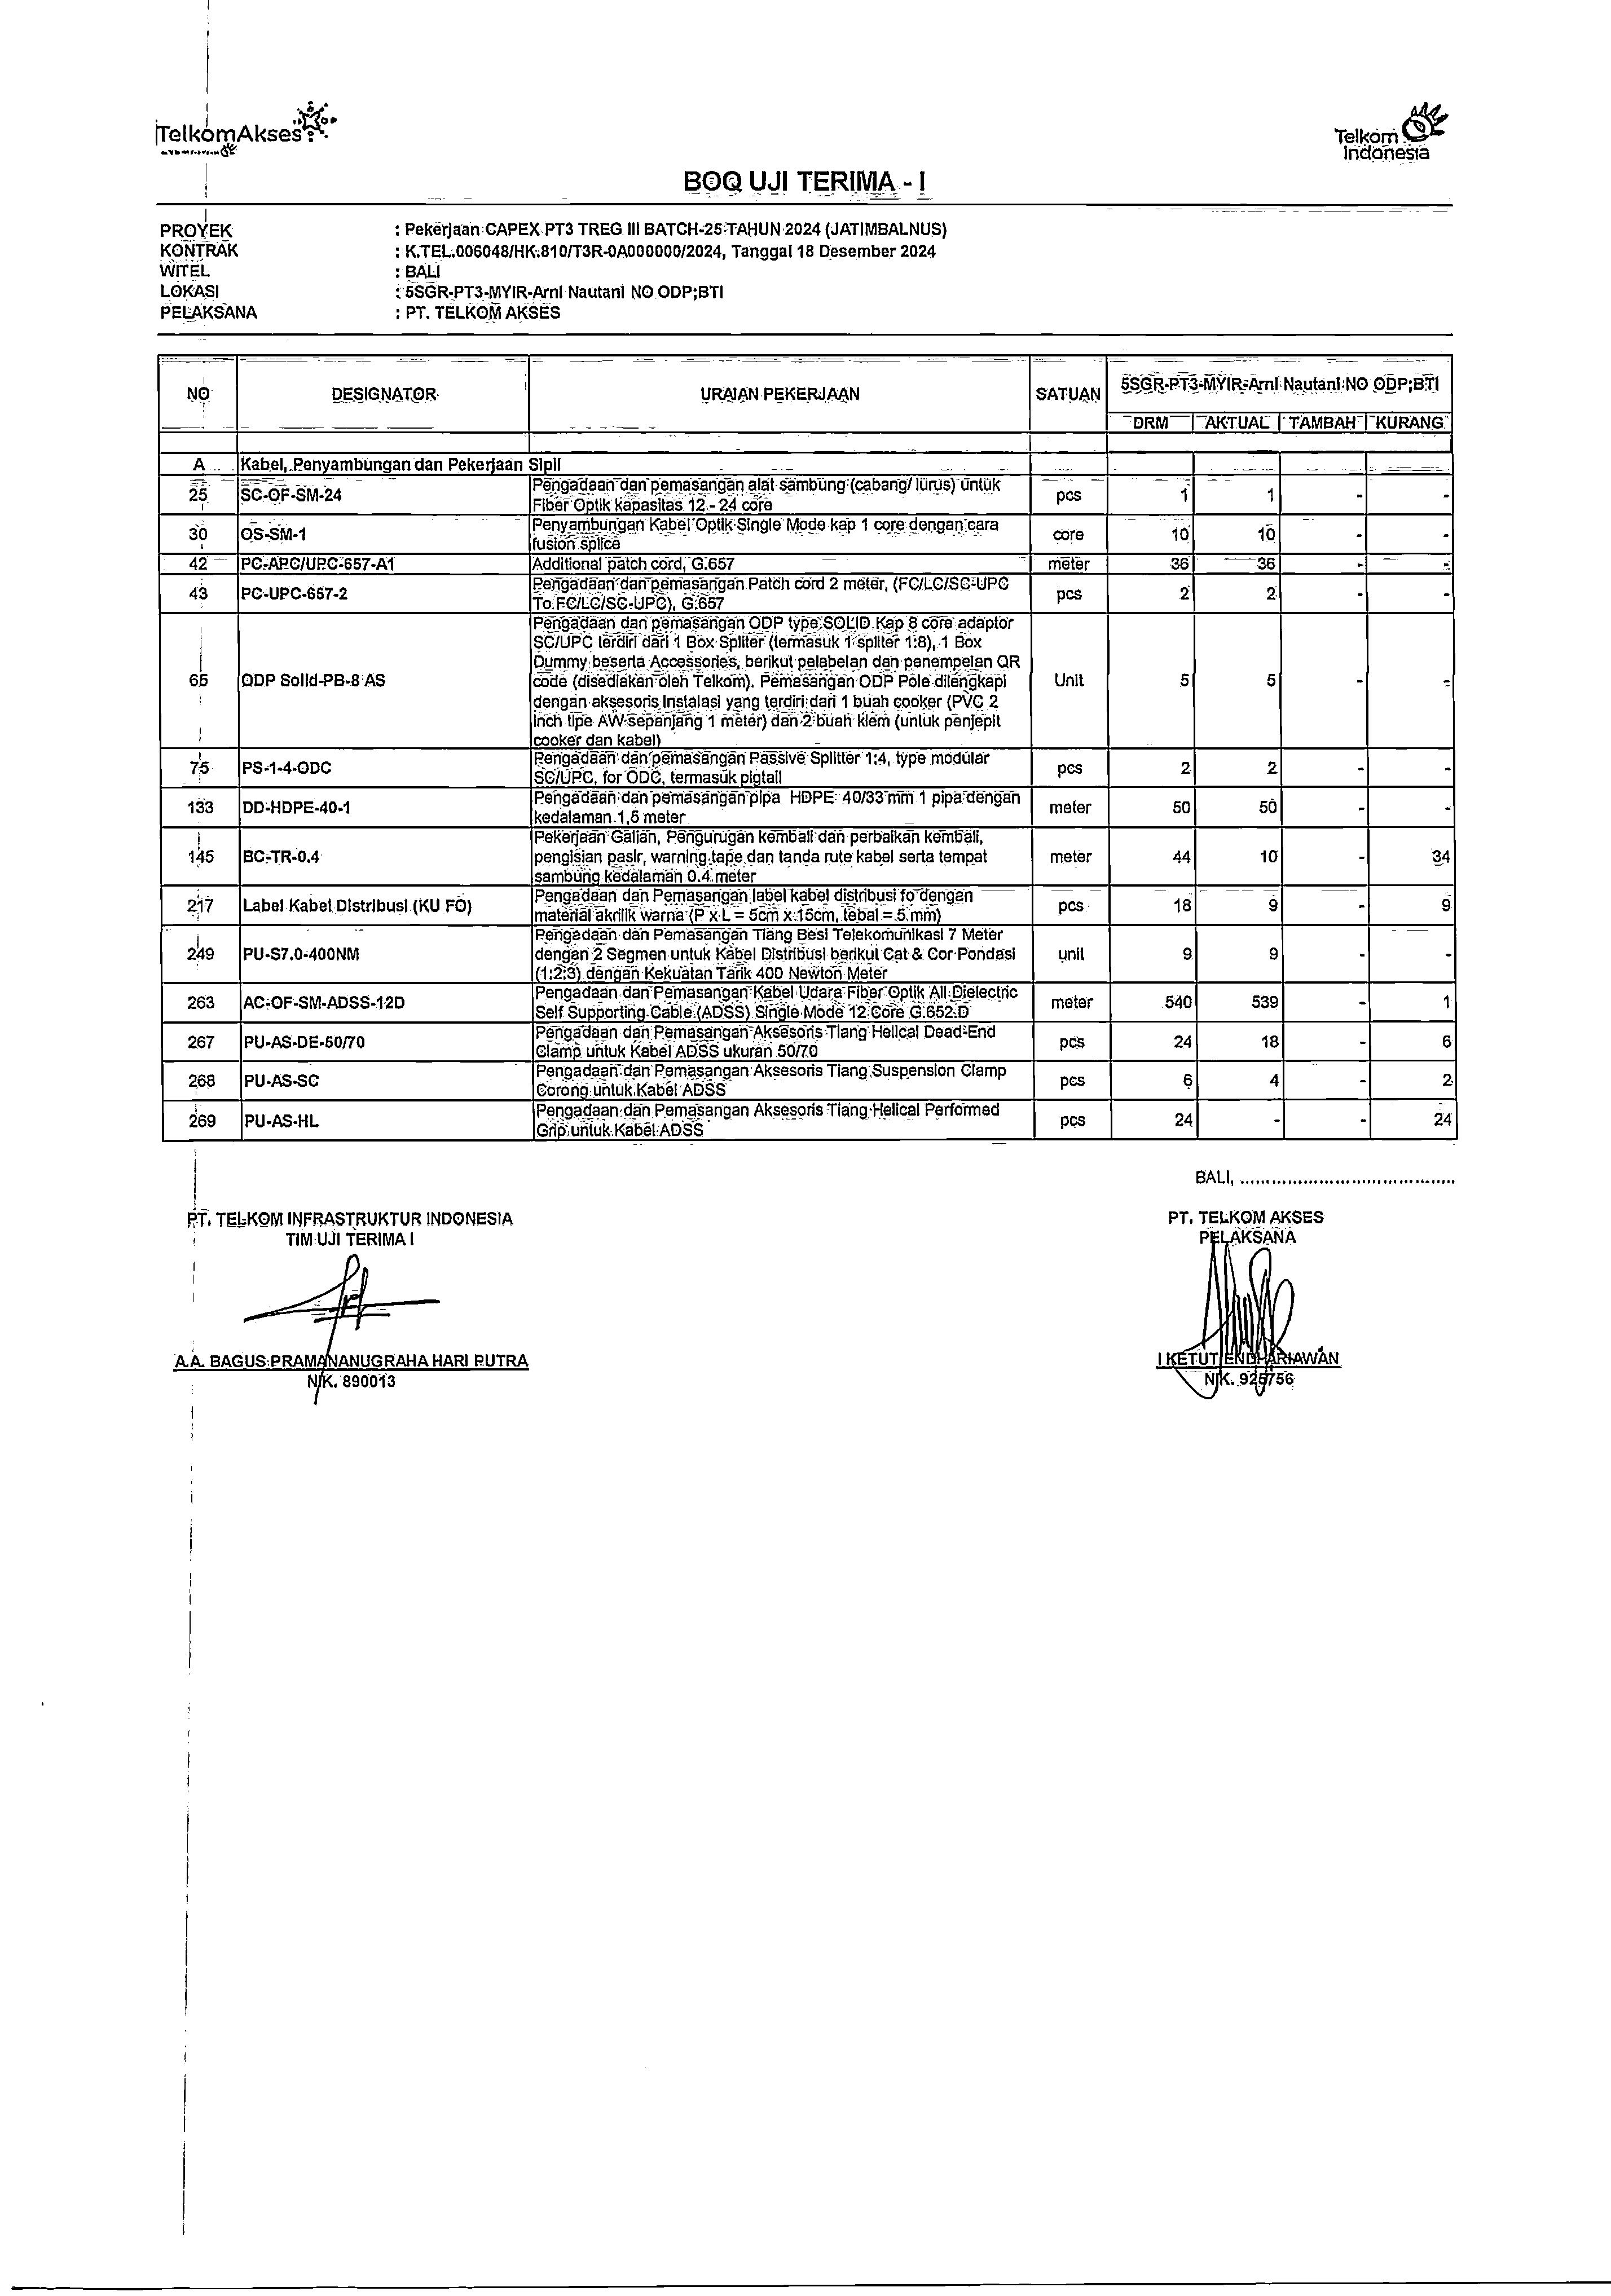 TelkomAkses
Telkom
Indonesia
BOQ UJI TERIMA - I
PROYEK : Pekerjaan CAPEX PT3 TREG III BATCH-25 TAHUN 2024 (JATIMBALNUS)
KONTRAK : K.TEL.006048/HK.810/T3R-0A000000/2024, Tanggal 18 Desember 2024
WITEL : BALI
LOKASI : 5SGR-PT3-MYIR-Arni Nautani NO ODP;BTI
PELAKSANA : PT. TELKOM AKSES
NO DESIGNATOR URAIAN PEKERJAAN SATUAN 5SGR-PT3-MYIR-Arni Nautani NO ODP;BTI
DRM AKTUAL TAMBAH KURANG
A Kabel, Penyambungan dan Pekerjaan Sipil
25 SC-OF-SM-24 Pengadaan dan pemasangan alat sambung (cabang/ lurus) untuk
Fiber Optik kapasitas 12 - 24 core pcs 1 1 - -
30 OS-SM-1 Penyambungan Kabel Optik Single Mode kap 1 core dengan cara
fusion splice core 10 10 - -
42 PC-APC/UPC-657-A1 Additional patch cord, G.657 meter 36 36 - -
43 PC-UPC-657-2 Pengadaan dan pemasangan Patch cord 2 meter, (FC/LC/SC-UPC
To FC/LC/SC-UPC), G.657 pcs 2 2 - -
65 ODP Solid-PB-8 AS Pengadaan dan pemasangan ODP type SOLID Kap 8 core adaptor
SC/UPC terdiri dari 1 Box Spliter (termasuk 1 spliter 1:8), 1 Box
Dummy beserta Accessories, berikut pelabelan dan penempelan QR
code (disediakan oleh Telkom). Pemasangan ODP Pole dilengkapi
dengan aksesoris instalasi yang terdiri dari 1 buah cooker (PVC 2
inch tipe AW sepanjang 1 meter) dan 2 buah klem (untuk penjepit
cooker dan kabel) Unit 5 5 - -
75 PS-1-4-ODC Pengadaan dan pemasangan Passive Splitter 1:4, type modular
SC/UPC, for ODC, termasuk pigtail pcs 2 2 - -
133 DD-HDPE-40-1 Pengadaan dan pemasangan pipa HDPE 40/33 mm 1 pipa dengan
kedalaman 1,5 meter meter 50 50 - -
145 BC-TR-0.4 Pekerjaan Galian, Pengurugan kembali dan perbaikan kembali,
pengisian pasir, warning tape dan tanda rute kabel serta tempat
sambung kedalaman 0.4 meter meter 44 10 - 34
217 Label Kabel Distribusi (KU FO) Pengadaan dan Pemasangan label kabel distribusi fo dengan
material akrilik warna (P x L = 5cm x 15cm, tebal = 5 mm) pcs 18 9 - 9
249 PU-S7.0-400NM Pengadaan dan Pemasangan Tiang Besi Telekomunikasi 7 Meter
dengan 2 Segmen untuk Kabel Distribusi berikut Cat & Cor Pondasi
(1:2:3) dengan Kekuatan Tarik 400 Newton Meter unit 9 9 - -
263 AC-OF-SM-ADSS-12D Pengadaan dan Pemasangan Kabel Udara Fiber Optik All Dielectric
Self Supporting Cable (ADSS) Single Mode 12 Core G.652.D meter 540 539 - 1
267 PU-AS-DE-50/70 Pengadaan dan Pemasangan Aksesoris Tiang Helical Dead-End
Clamp untuk Kabel ADSS ukuran 50/70 pcs 24 18 - 6
268 PU-AS-SC Pengadaan dan Pemasangan Aksesoris Tiang Suspension Clamp
Corong untuk Kabel ADSS pcs 6 4 - 2
269 PU-AS-HL Pengadaan dan Pemasangan Aksesoris Tiang Helical Performed
Grip untuk Kabel ADSS pcs 24 - - 24
BALI, ........................................
PT. TELKOM INFRASTRUKTUR INDONESIA
TIM UJI TERIMA I
A.A. BAGUS PRAMANANUGRAHA HARI PUTRA
NIK. 890013
PT. TELKOM AKSES
PELAKSANA
I KETUT ENDI ARIAWAN
NIK. 925756